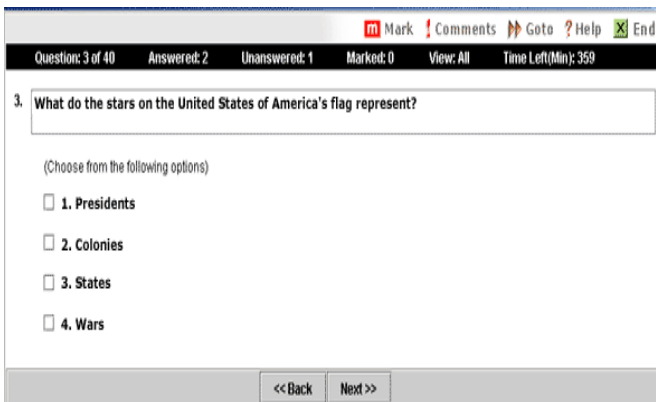 m Mark ! Comments Goto ? Help X End
Question: 3 of 40 Answered: 2 Unanswered: 1 Marked: 0 View: All Time Left(Min): 359
3. What do the stars on the United States of America's flag represent?
(Choose from the following options)
1. Presidents
2. Colonies
3. States
4. Wars
<< Back Next >>